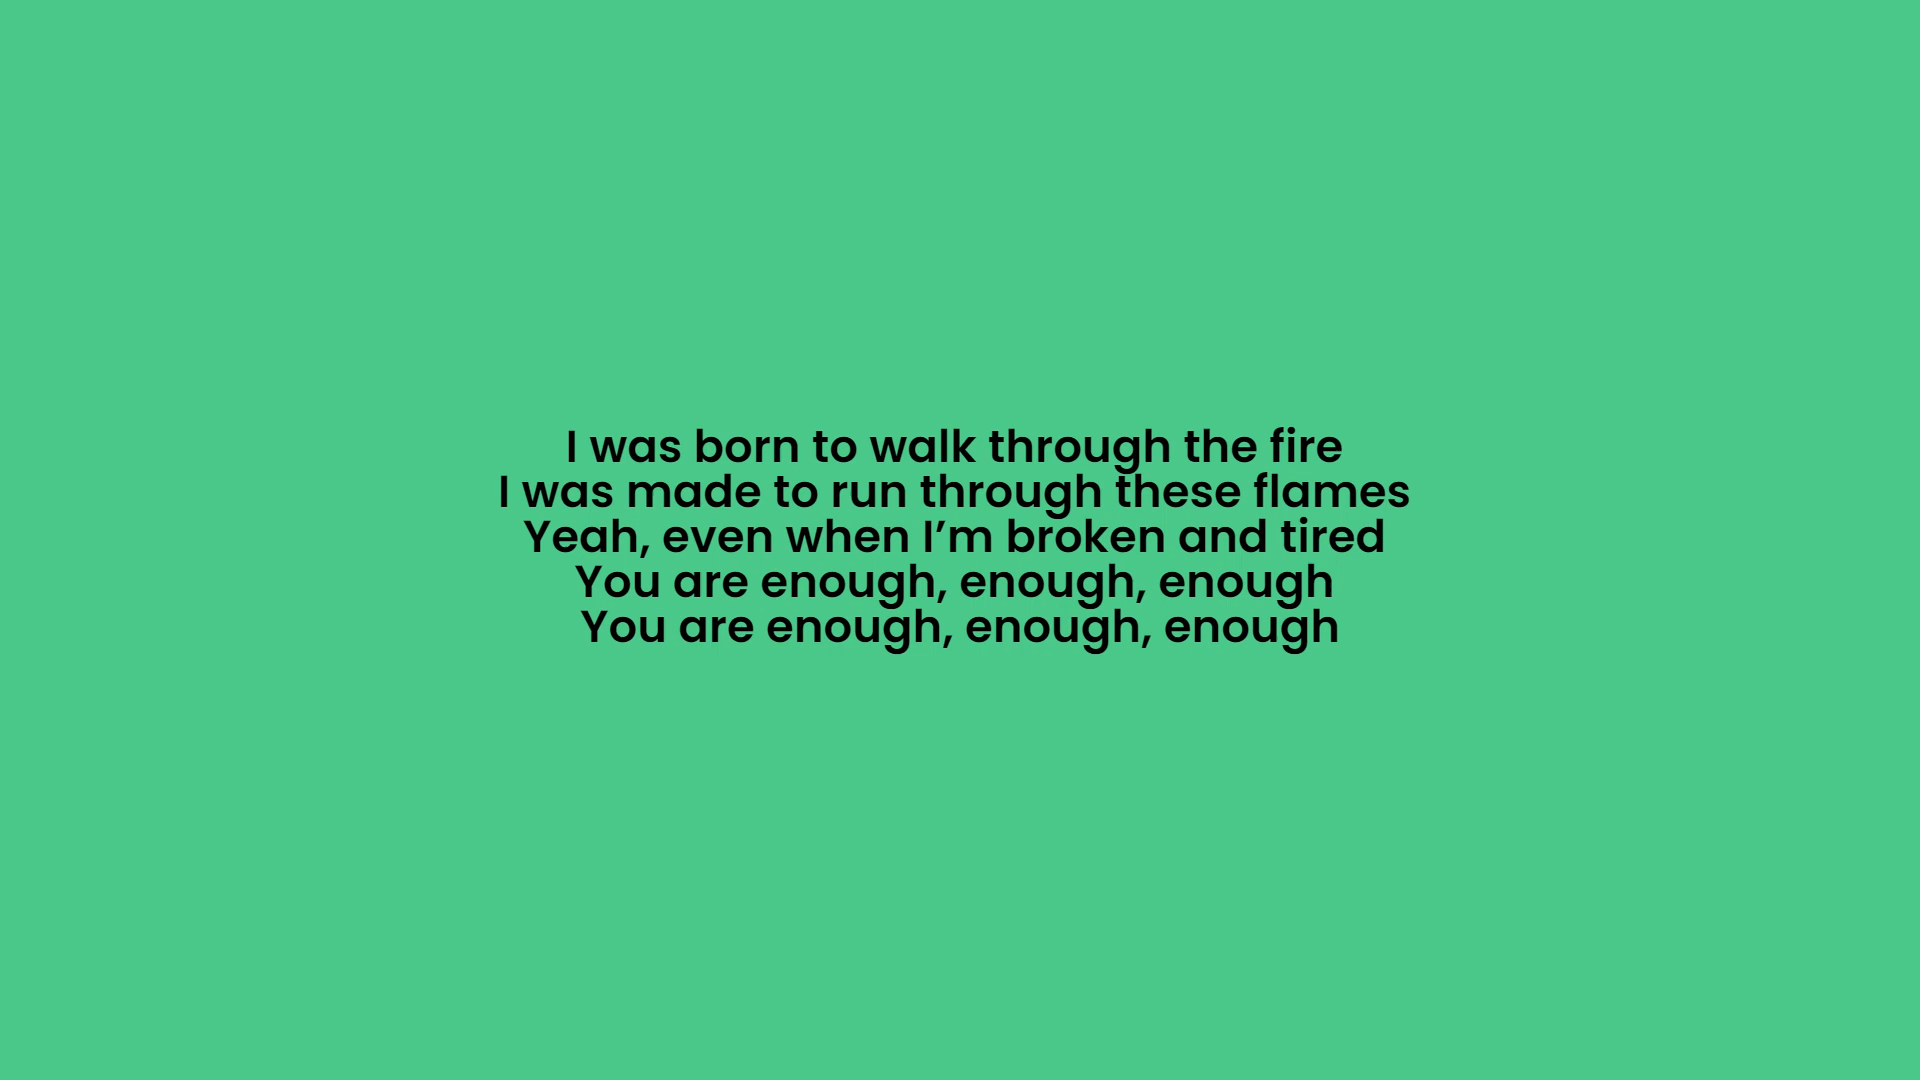 I was born to walk through the fire
I was made to run through these flames
Yeah, even when I’m broken and tired
You are enough, enough, enough
You are enough, enough, enough